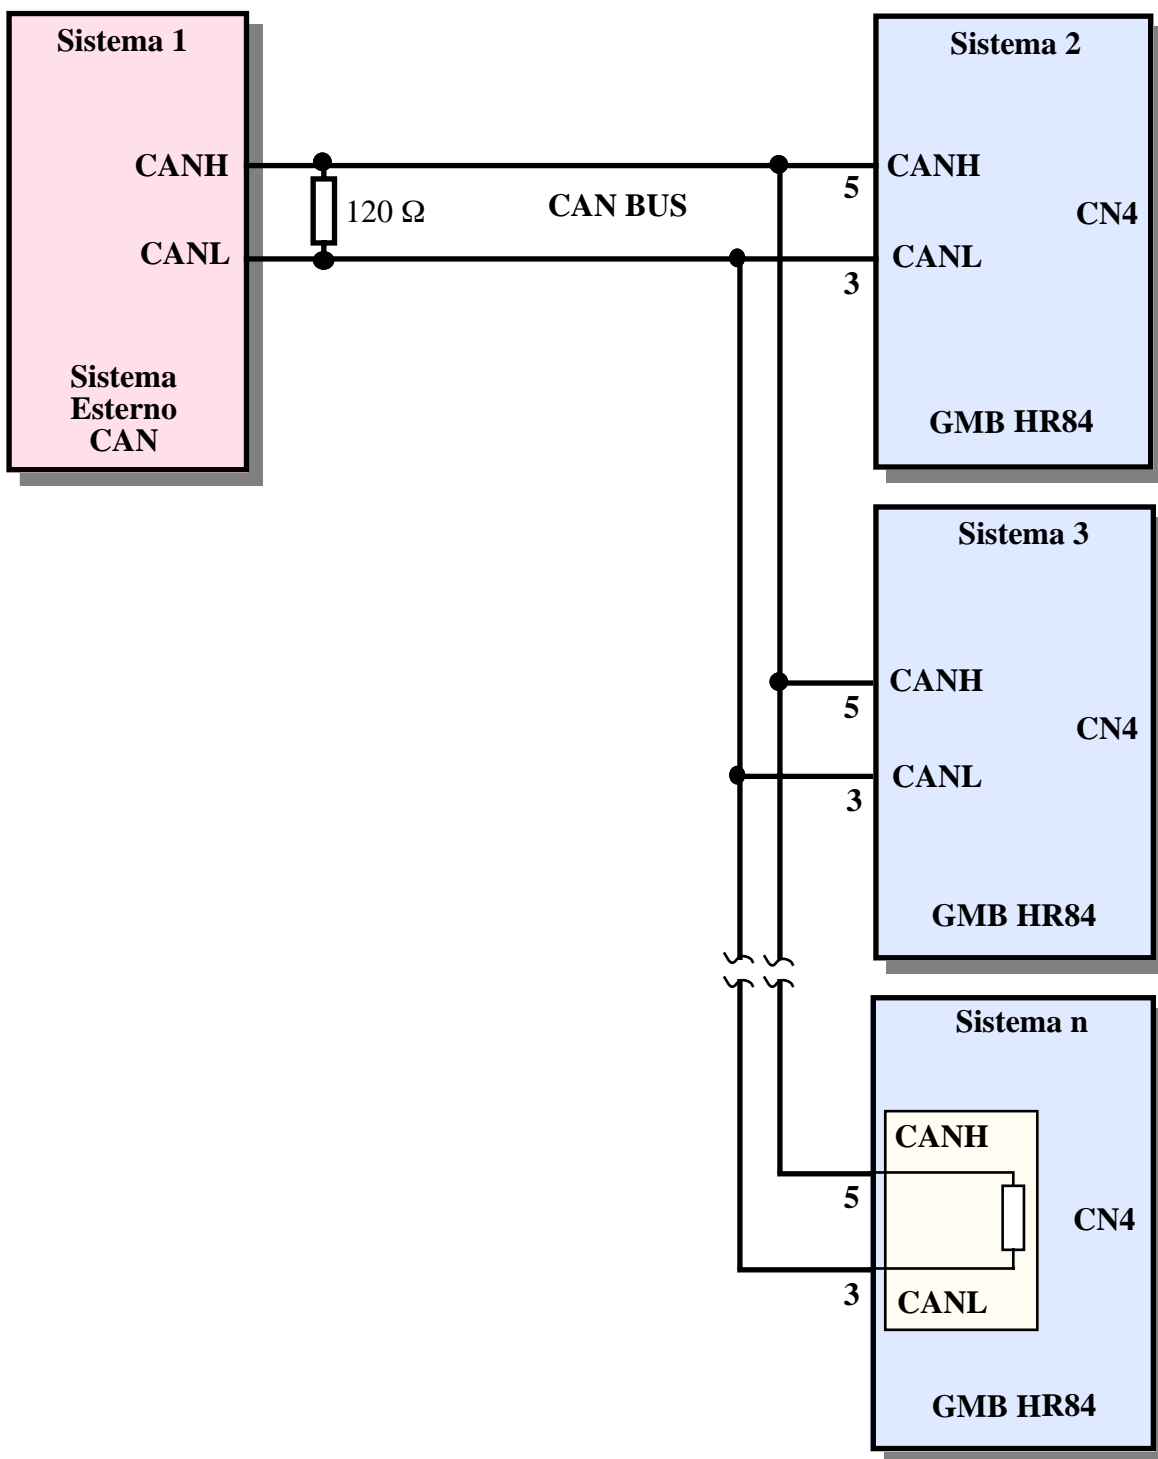 Sistema 1
CANH
CANL
Sistema
Esterno
CAN
120 Ω
CAN BUS
Sistema 2
5
CANH
CN4
3
CANL
GMB HR84
Sistema 3
5
CANH
CN4
3
CANL
GMB HR84
Sistema n
CANH
5
CN4
3
CANL
GMB HR84